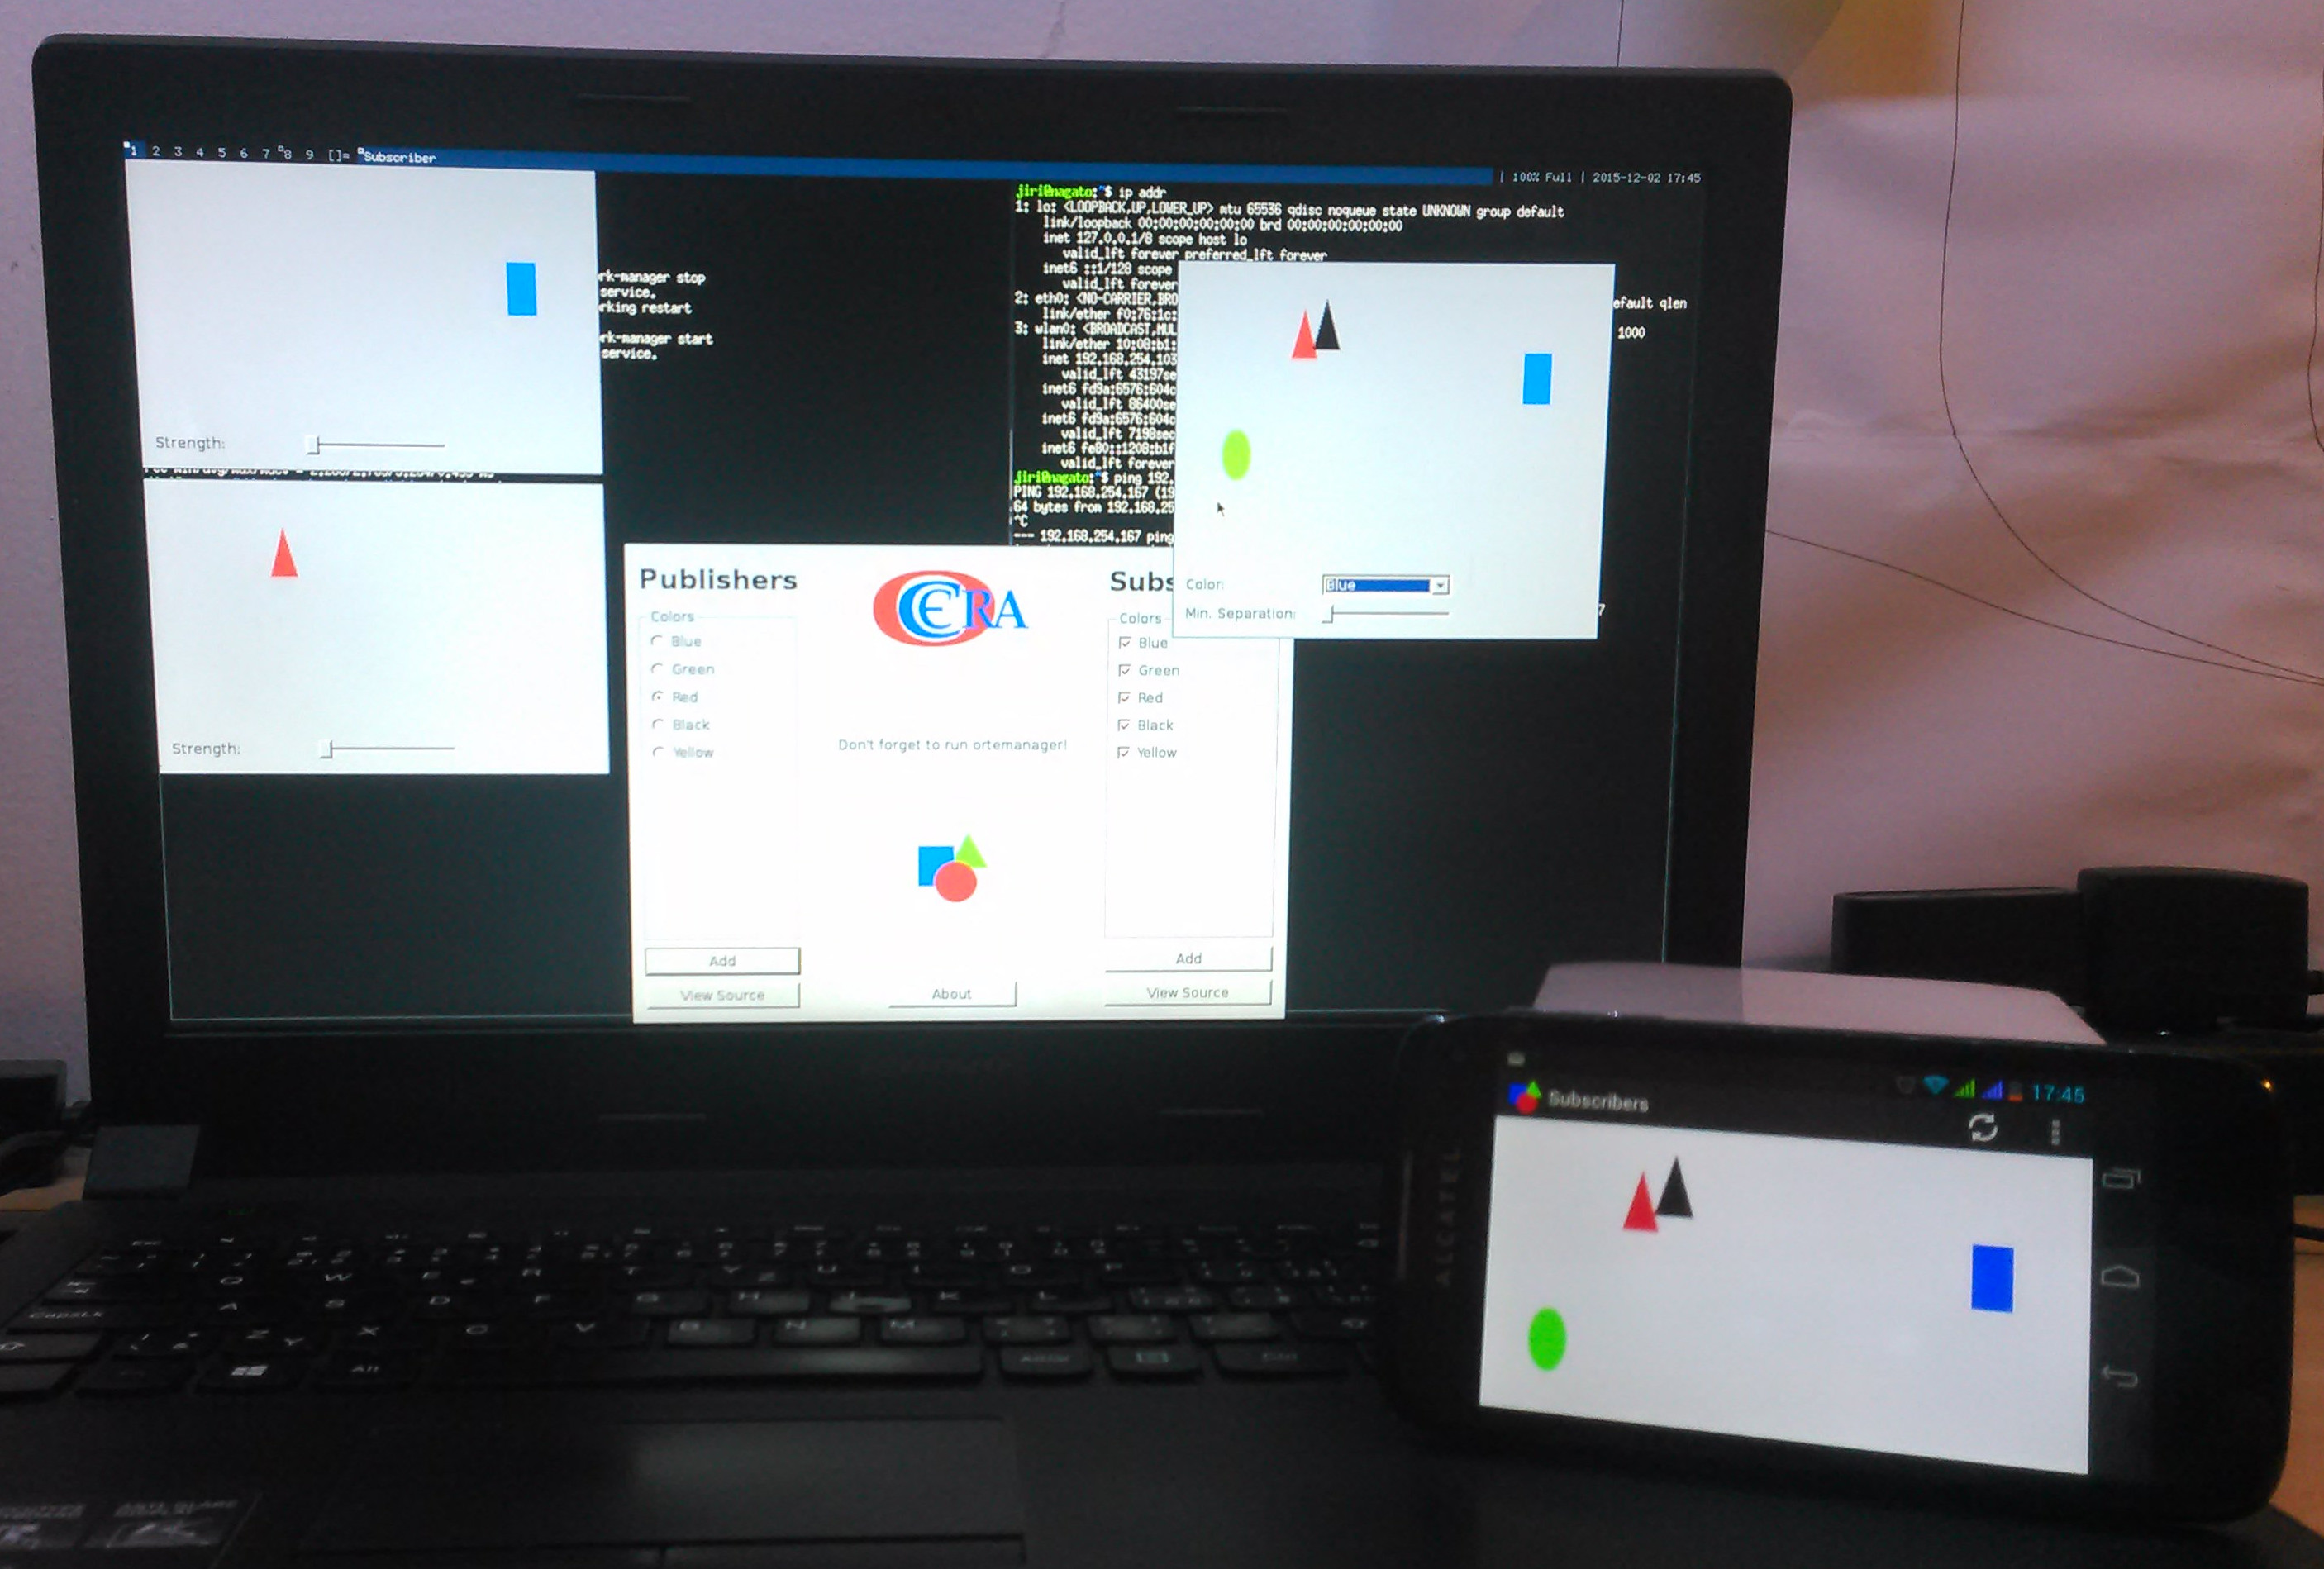 1 2 3 4 5 6 7 8 9 []= Subscriber
| 100% Full | 2015-12-02 17:45
Strength:
Strength:
rk-manager stop
service.
rking restart
rk-manager start
service.
jiri@nagato:~$ ip addr
1: lo: <LOOPBACK,UP,LOWER_UP> mtu 65536 qdisc noqueue state UNKNOWN group default
link/loopback 00:00:00:00:00:00 brd 00:00:00:00:00:00
inet 127.0.0.1/8 scope host lo
valid_lft forever preferred_lft forever
inet6 ::1/128 scope
valid_lft forever
2: eth0: <NO-CARRIER,BRO
efault qlen
link/ether f0:76:1c:
3: wlan0: <BROADCAST,MUL
1000
link/ether 10:08:b1:
inet 192.168.254.103
valid_lft 43197se
inet6 fd9a:6576:604c
valid_lft 86400se
inet6 fd9a:6576:604c
valid_lft 7198sec
inet6 fe80::1208:b1f
valid_lft forever
jiri@nagato:~$ ping 192.
PING 192.168.254.167 (19
64 bytes from 192.168.25
^C
--- 192.168.254.167 ping
Color:
Blue
Min. Separation:
7
Publishers
Colors
Blue
Green
Red
Black
Yellow
Add
View Source
CERA
Don't forget to run ortemanager!
About
Subs
Colors
Blue
Green
Red
Black
Yellow
Add
View Source
17:45
Subscribers
ALCATEL
CapsLk
Q W E R T Y Z U I O P
A S D F G H J K L
Z Y X C V B N M
Alt